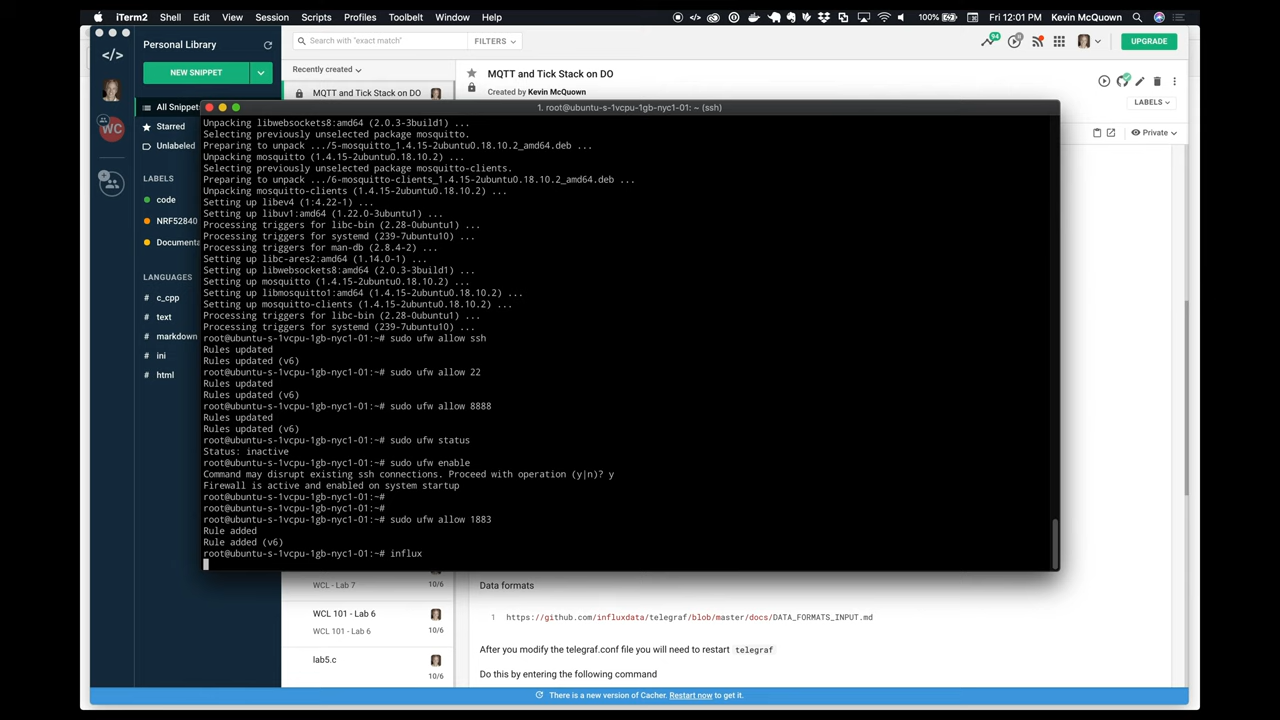 iTerm2 Shell Edit View Session Scripts Profiles Toolbelt Window Help
100% Fri 12:01 PM Kevin McQuown
Personal Library
NEW SNIPPET
All Snippets
Starred
Unlabeled
WC
LABELS
code
NRF52840
Documenta
LANGUAGES
# c_cpp
# text
# markdown
# ini
# html
Search with "exact match"
FILTERS
94
0
UPGRADE
Recently created
MQTT and Tick Stack on DO
MQTT and Tick Stack on DO
Created by Kevin McQuown
LABELS
Private
1. root@ubuntu-s-1vcpu-1gb-nyc1-01: ~ (ssh)
Unpacking libwebsockets8:amd64 (2.0.3-3build1) ...
Selecting previously unselected package mosquitto.
Preparing to unpack .../5-mosquitto_1.4.15-2ubuntu0.18.10.2_amd64.deb ...
Unpacking mosquitto (1.4.15-2ubuntu0.18.10.2) ...
Selecting previously unselected package mosquitto-clients.
Preparing to unpack .../6-mosquitto-clients_1.4.15-2ubuntu0.18.10.2_amd64.deb ...
Unpacking mosquitto-clients (1.4.15-2ubuntu0.18.10.2) ...
Setting up libev4 (1:4.22-1) ...
Setting up libuv1:amd64 (1.22.0-3ubuntu1) ...
Processing triggers for libc-bin (2.28-0ubuntu1) ...
Processing triggers for systemd (239-7ubuntu10) ...
Processing triggers for man-db (2.8.4-2) ...
Setting up libc-ares2:amd64 (1.14.0-1) ...
Setting up libwebsockets8:amd64 (2.0.3-3build1) ...
Setting up mosquitto (1.4.15-2ubuntu0.18.10.2) ...
Setting up libmosquitto1:amd64 (1.4.15-2ubuntu0.18.10.2) ...
Setting up mosquitto-clients (1.4.15-2ubuntu0.18.10.2) ...
Processing triggers for libc-bin (2.28-0ubuntu1) ...
Processing triggers for systemd (239-7ubuntu10) ...
root@ubuntu-s-1vcpu-1gb-nyc1-01:~# sudo ufw allow ssh
Rules updated
Rules updated (v6)
root@ubuntu-s-1vcpu-1gb-nyc1-01:~# sudo ufw allow 22
Rules updated
Rules updated (v6)
root@ubuntu-s-1vcpu-1gb-nyc1-01:~# sudo ufw allow 8888
Rules updated
Rules updated (v6)
root@ubuntu-s-1vcpu-1gb-nyc1-01:~# sudo ufw status
Status: inactive
root@ubuntu-s-1vcpu-1gb-nyc1-01:~# sudo ufw enable
Command may disrupt existing ssh connections. Proceed with operation (y|n)? y
Firewall is active and enabled on system startup
root@ubuntu-s-1vcpu-1gb-nyc1-01:~#
root@ubuntu-s-1vcpu-1gb-nyc1-01:~#
root@ubuntu-s-1vcpu-1gb-nyc1-01:~# sudo ufw allow 1883
Rule added
Rule added (v6)
root@ubuntu-s-1vcpu-1gb-nyc1-01:~# influx
WCL - Lab 7
10/6
WCL 101 - Lab 6
WCL 101 - Lab 6
10/6
lab5.c
10/6
Data formats
1 https://github.com/influxdata/telegraf/blob/master/docs/DATA_FORMATS_INPUT.md
After you modify the telegraf.conf file you will need to restart telegraf
Do this by entering the following command
There is a new version of Cacher. Restart now to get it.